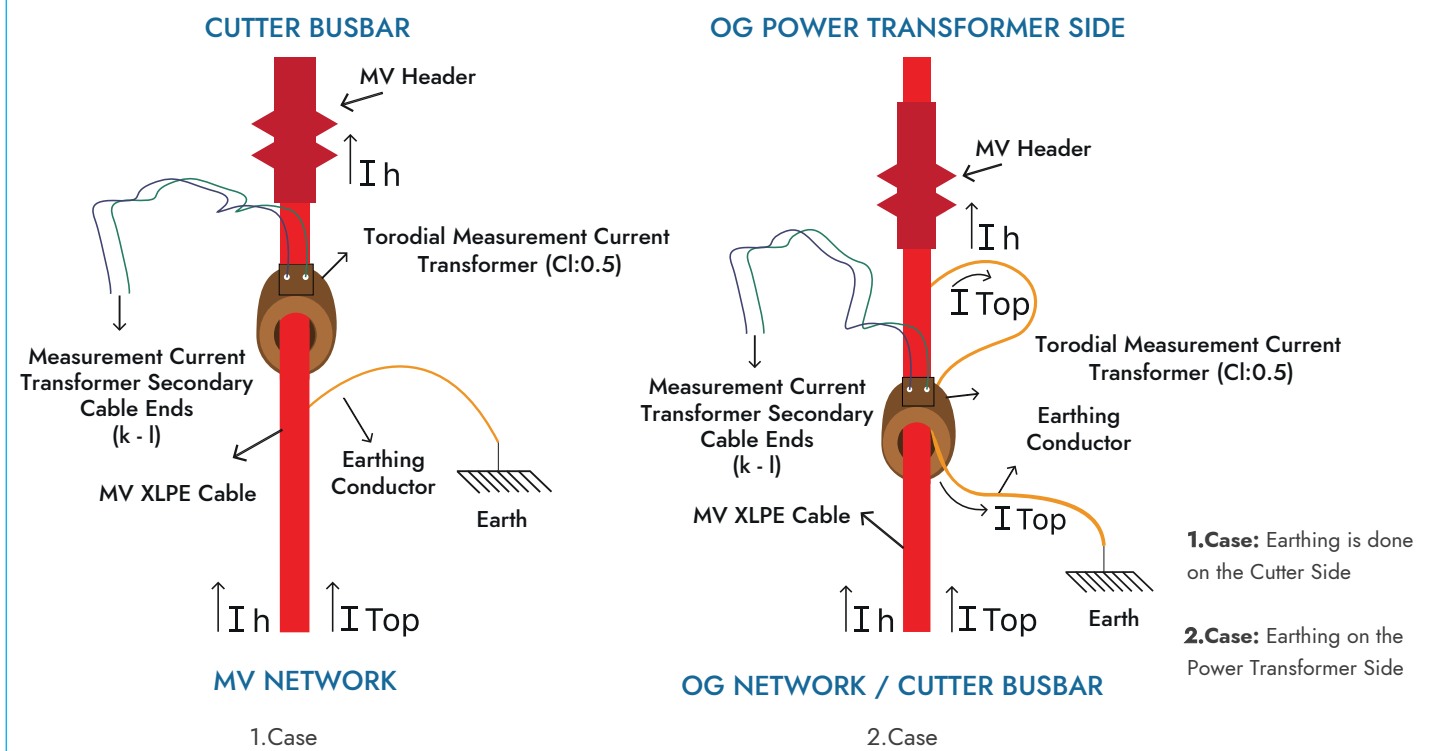 CUTTER BUSBAR
MV Header
Ih
Torodial Measurement Current
Transformer (Cl:0.5)
Measurement Current
Transformer Secondary
Cable Ends
(k - l)
MV XLPE Cable
Earthing
Conductor
Earth
Ih
I Top
MV NETWORK
1.Case
OG POWER TRANSFORMER SIDE
MV Header
Ih
I Top
Torodial Measurement Current
Transformer (Cl:0.5)
Measurement Current
Transformer Secondary
Cable Ends
(k - l)
Earthing
Conductor
MV XLPE Cable
I Top
Earth
Ih
I Top
OG NETWORK / CUTTER BUSBAR
2.Case
1.Case: Earthing is done
on the Cutter Side
2.Case: Earthing on the
Power Transformer Side